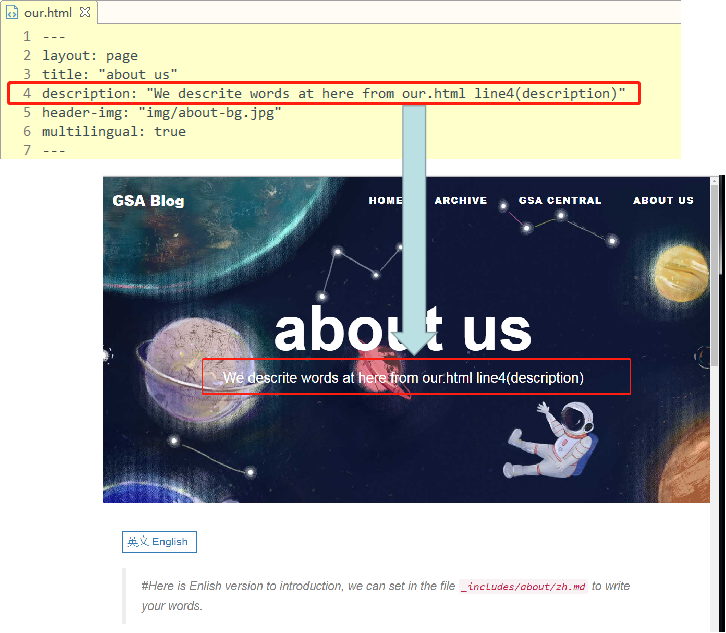 our.html
1 ---
2 layout: page
3 title: "about us"
4 description: "We descrite words at here from our.html line4(description)"
5 header-img: "img/about-bg.jpg"
6 multilingual: true
7 ---
GSA Blog HOME ARCHIVE GSA CENTRAL ABOUT US
about us
We descrite words at here from our.html line4(description)
英文 English
#Here is Enlish version to introduction, we can set in the file _includes/about/zh.md to write
your words.